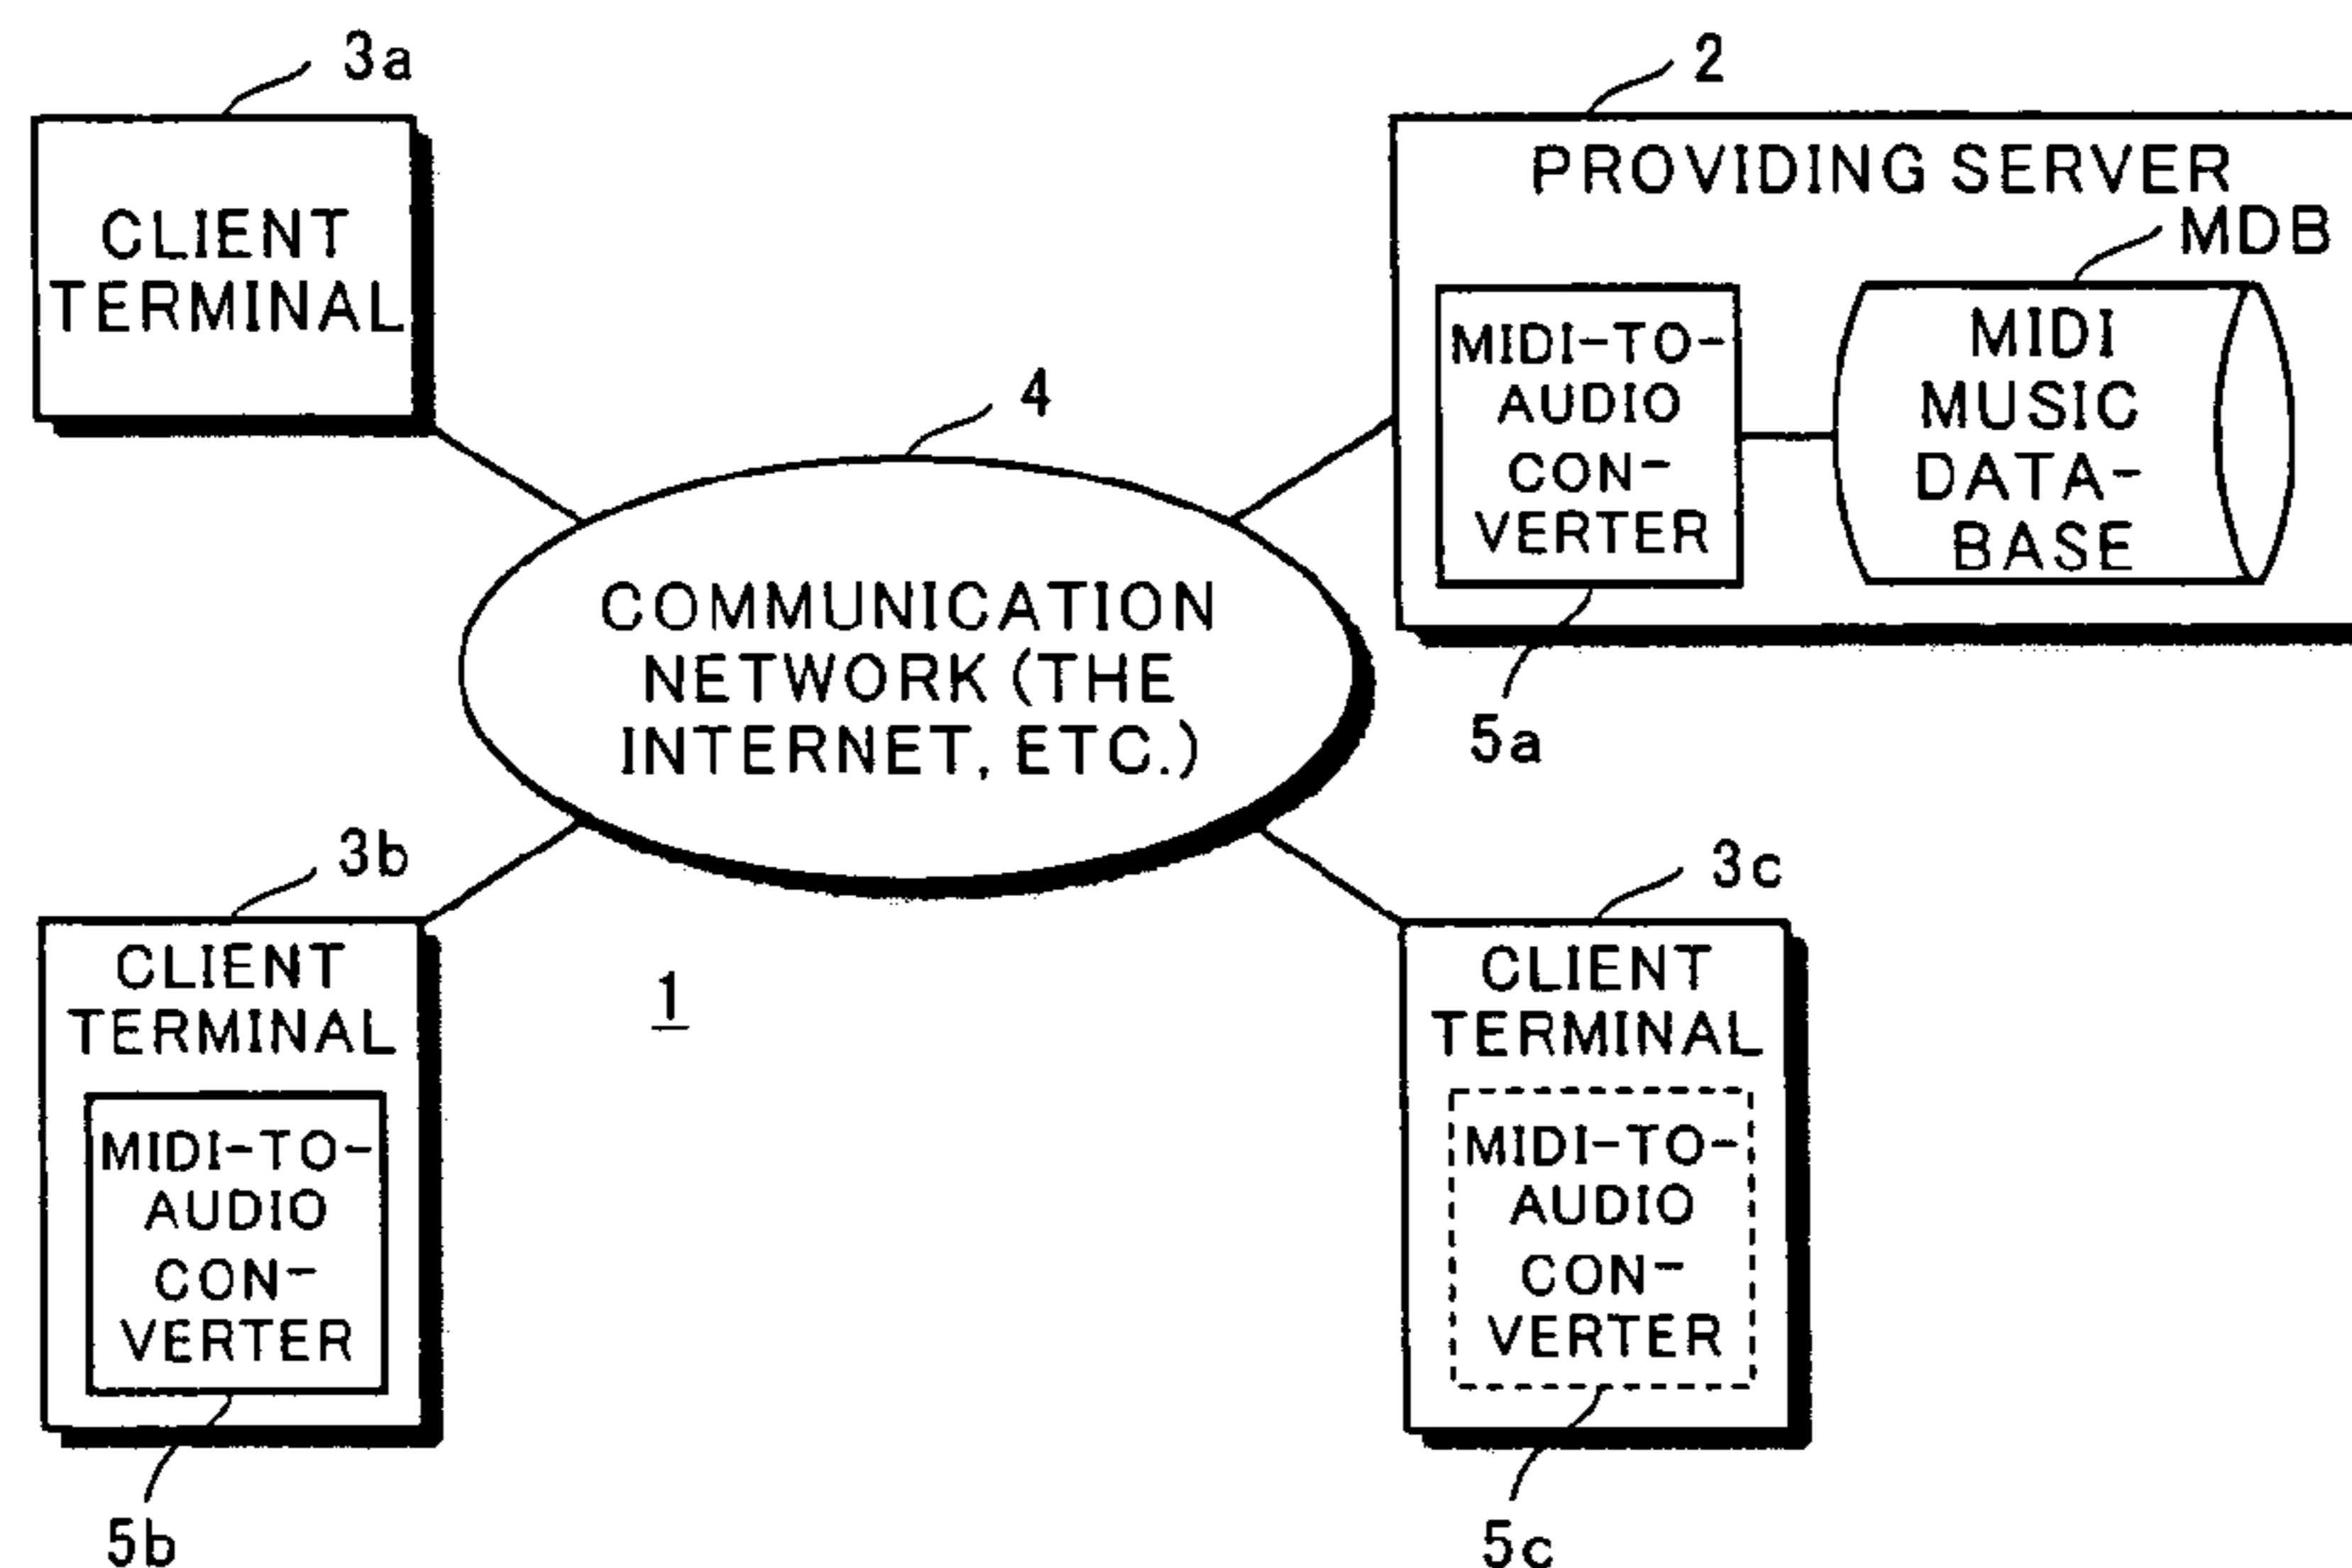 3a
CLIENT
TERMINAL
2
PROVIDING SERVER
MDB
MIDI-TO-
AUDIO
CON-
VERTER
MIDI
MUSIC
DATA-
BASE
5a
4
COMMUNICATION
NETWORK (THE
INTERNET, ETC.)
3b
CLIENT
TERMINAL
MIDI-TO-
AUDIO
CON-
VERTER
5b
1
3c
CLIENT
TERMINAL
MIDI-TO-
AUDIO
CON-
VERTER
5c